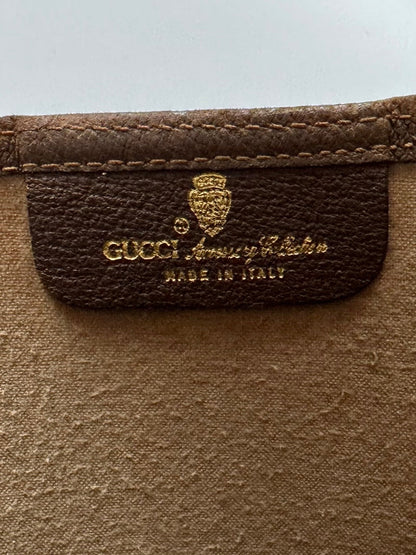 ® GUCCI Accessory Collection
MADE IN ITALY